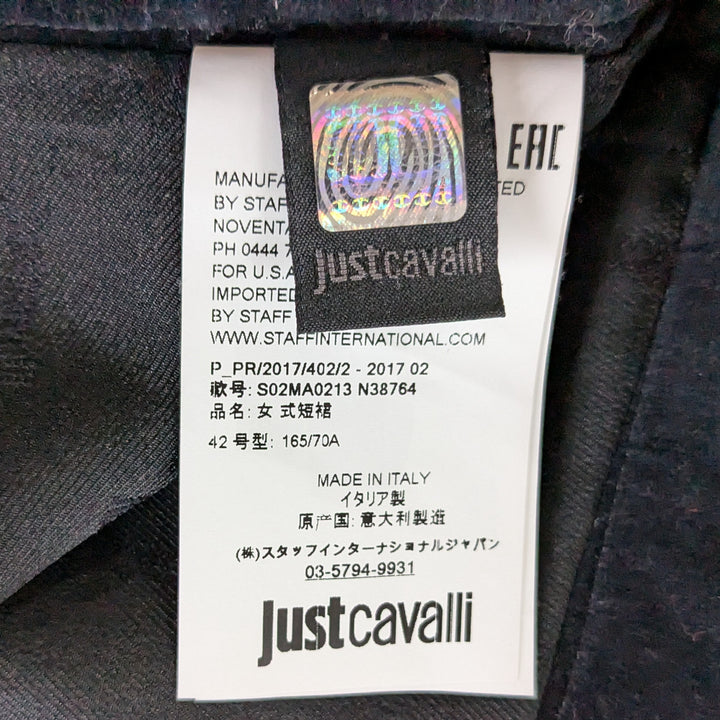 EAC
MANUFA TED
BY STAF
NOVENTA
PH 0444 7
FOR U.S.A
IMPORTED
BY STAFF
justcavalli
WWW.STAFFINTERNATIONAL.COM
P_PR/2017/402/2 - 2017 02
款号: S02MA0213 N38764
品名: 女 式短裙
42 号型: 165/70A
MADE IN ITALY
イタリア製
原产国: 意大利製造
(株)スタッフインターナショナルジャパン
03-5794-9931
justcavalli